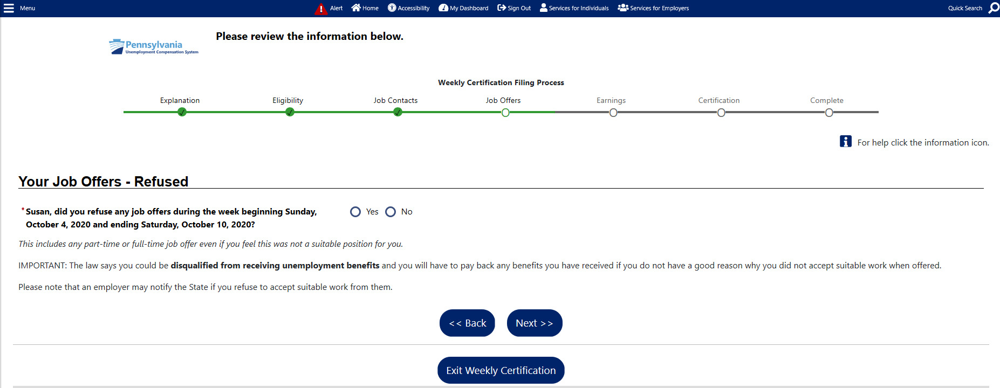 Menu
Alert
Home
Accessibility
My Dashboard
Sign Out
Services for Individuals
Services for Employers
Quick Search
Pennsylvania
Unemployment Compensation System
Please review the information below.
Weekly Certification Filing Process
Explanation
Eligibility
Job Contacts
Job Offers
Earnings
Certification
Complete
For help click the information icon.
Your Job Offers - Refused
*Susan, did you refuse any job offers during the week beginning Sunday,
October 4, 2020 and ending Saturday, October 10, 2020?
Yes
No
This includes any part-time or full-time job offer even if you feel this was not a suitable position for you.
IMPORTANT: The law says you could be disqualified from receiving unemployment benefits and you will have to pay back any benefits you have received if you do not have a good reason why you did not accept suitable work when offered.
Please note that an employer may notify the State if you refuse to accept suitable work from them.
<< Back
Next >>
Exit Weekly Certification